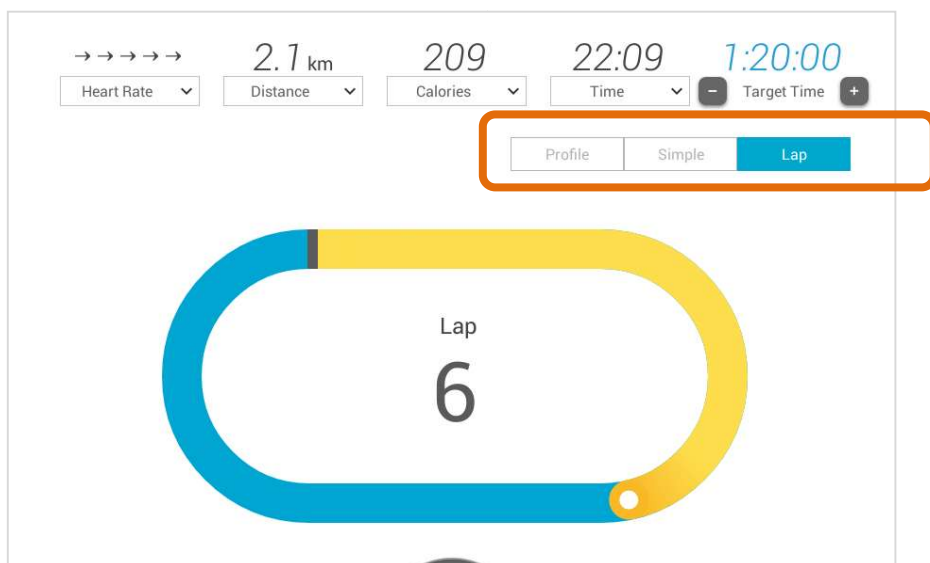 →→→→→ 2.1 km 209 22:09 1:20:00
Heart Rate Distance Calories Time − Target Time +
Profile Simple Lap
Lap
6